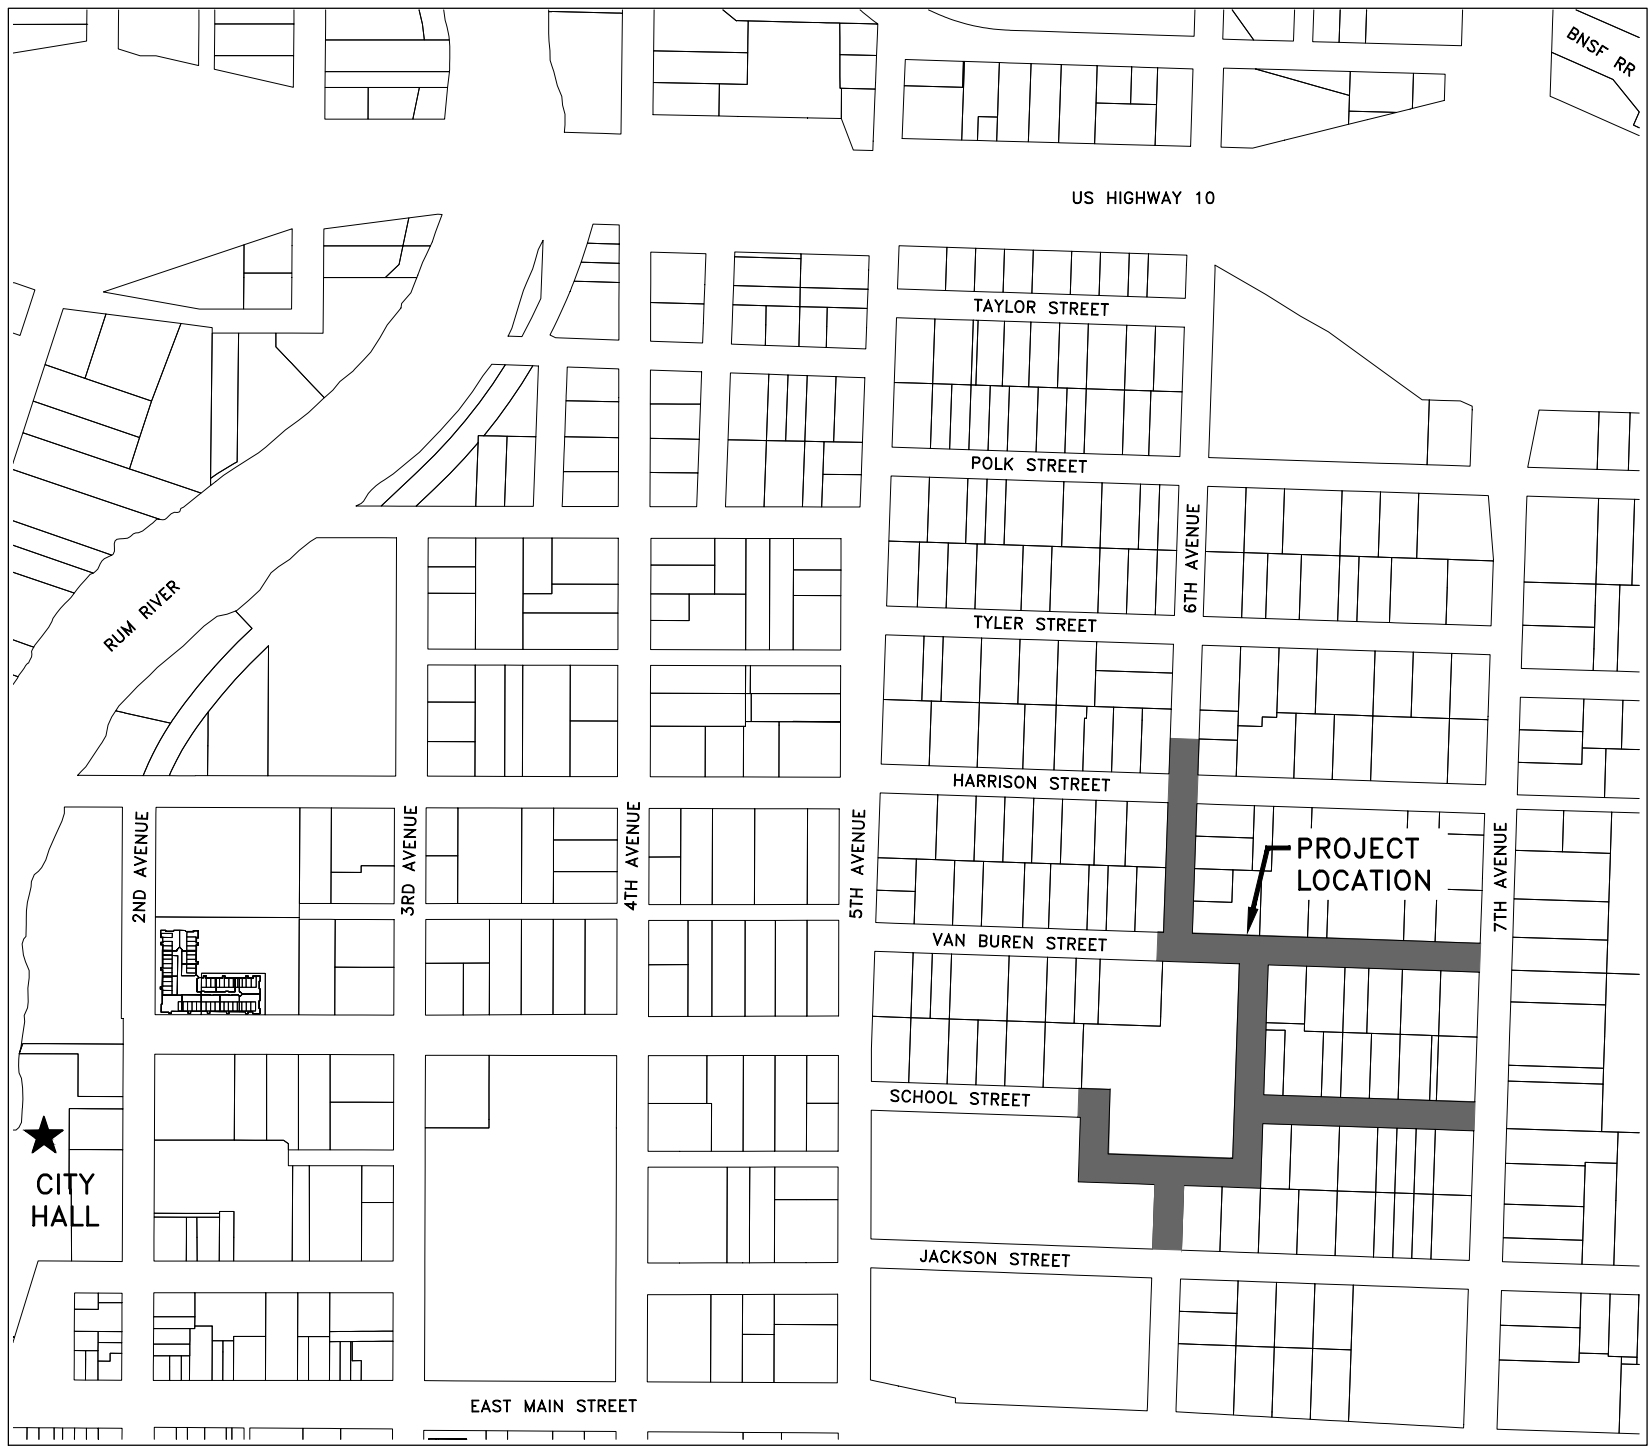 BNSF RR
US HIGHWAY 10
TAYLOR STREET
POLK STREET
6TH AVENUE
RUM RIVER
TYLER STREET
HARRISON STREET
2ND AVENUE
3RD AVENUE
4TH AVENUE
5TH AVENUE
7TH AVENUE
PROJECT
LOCATION
VAN BUREN STREET
SCHOOL STREET
CITY
HALL
JACKSON STREET
EAST MAIN STREET